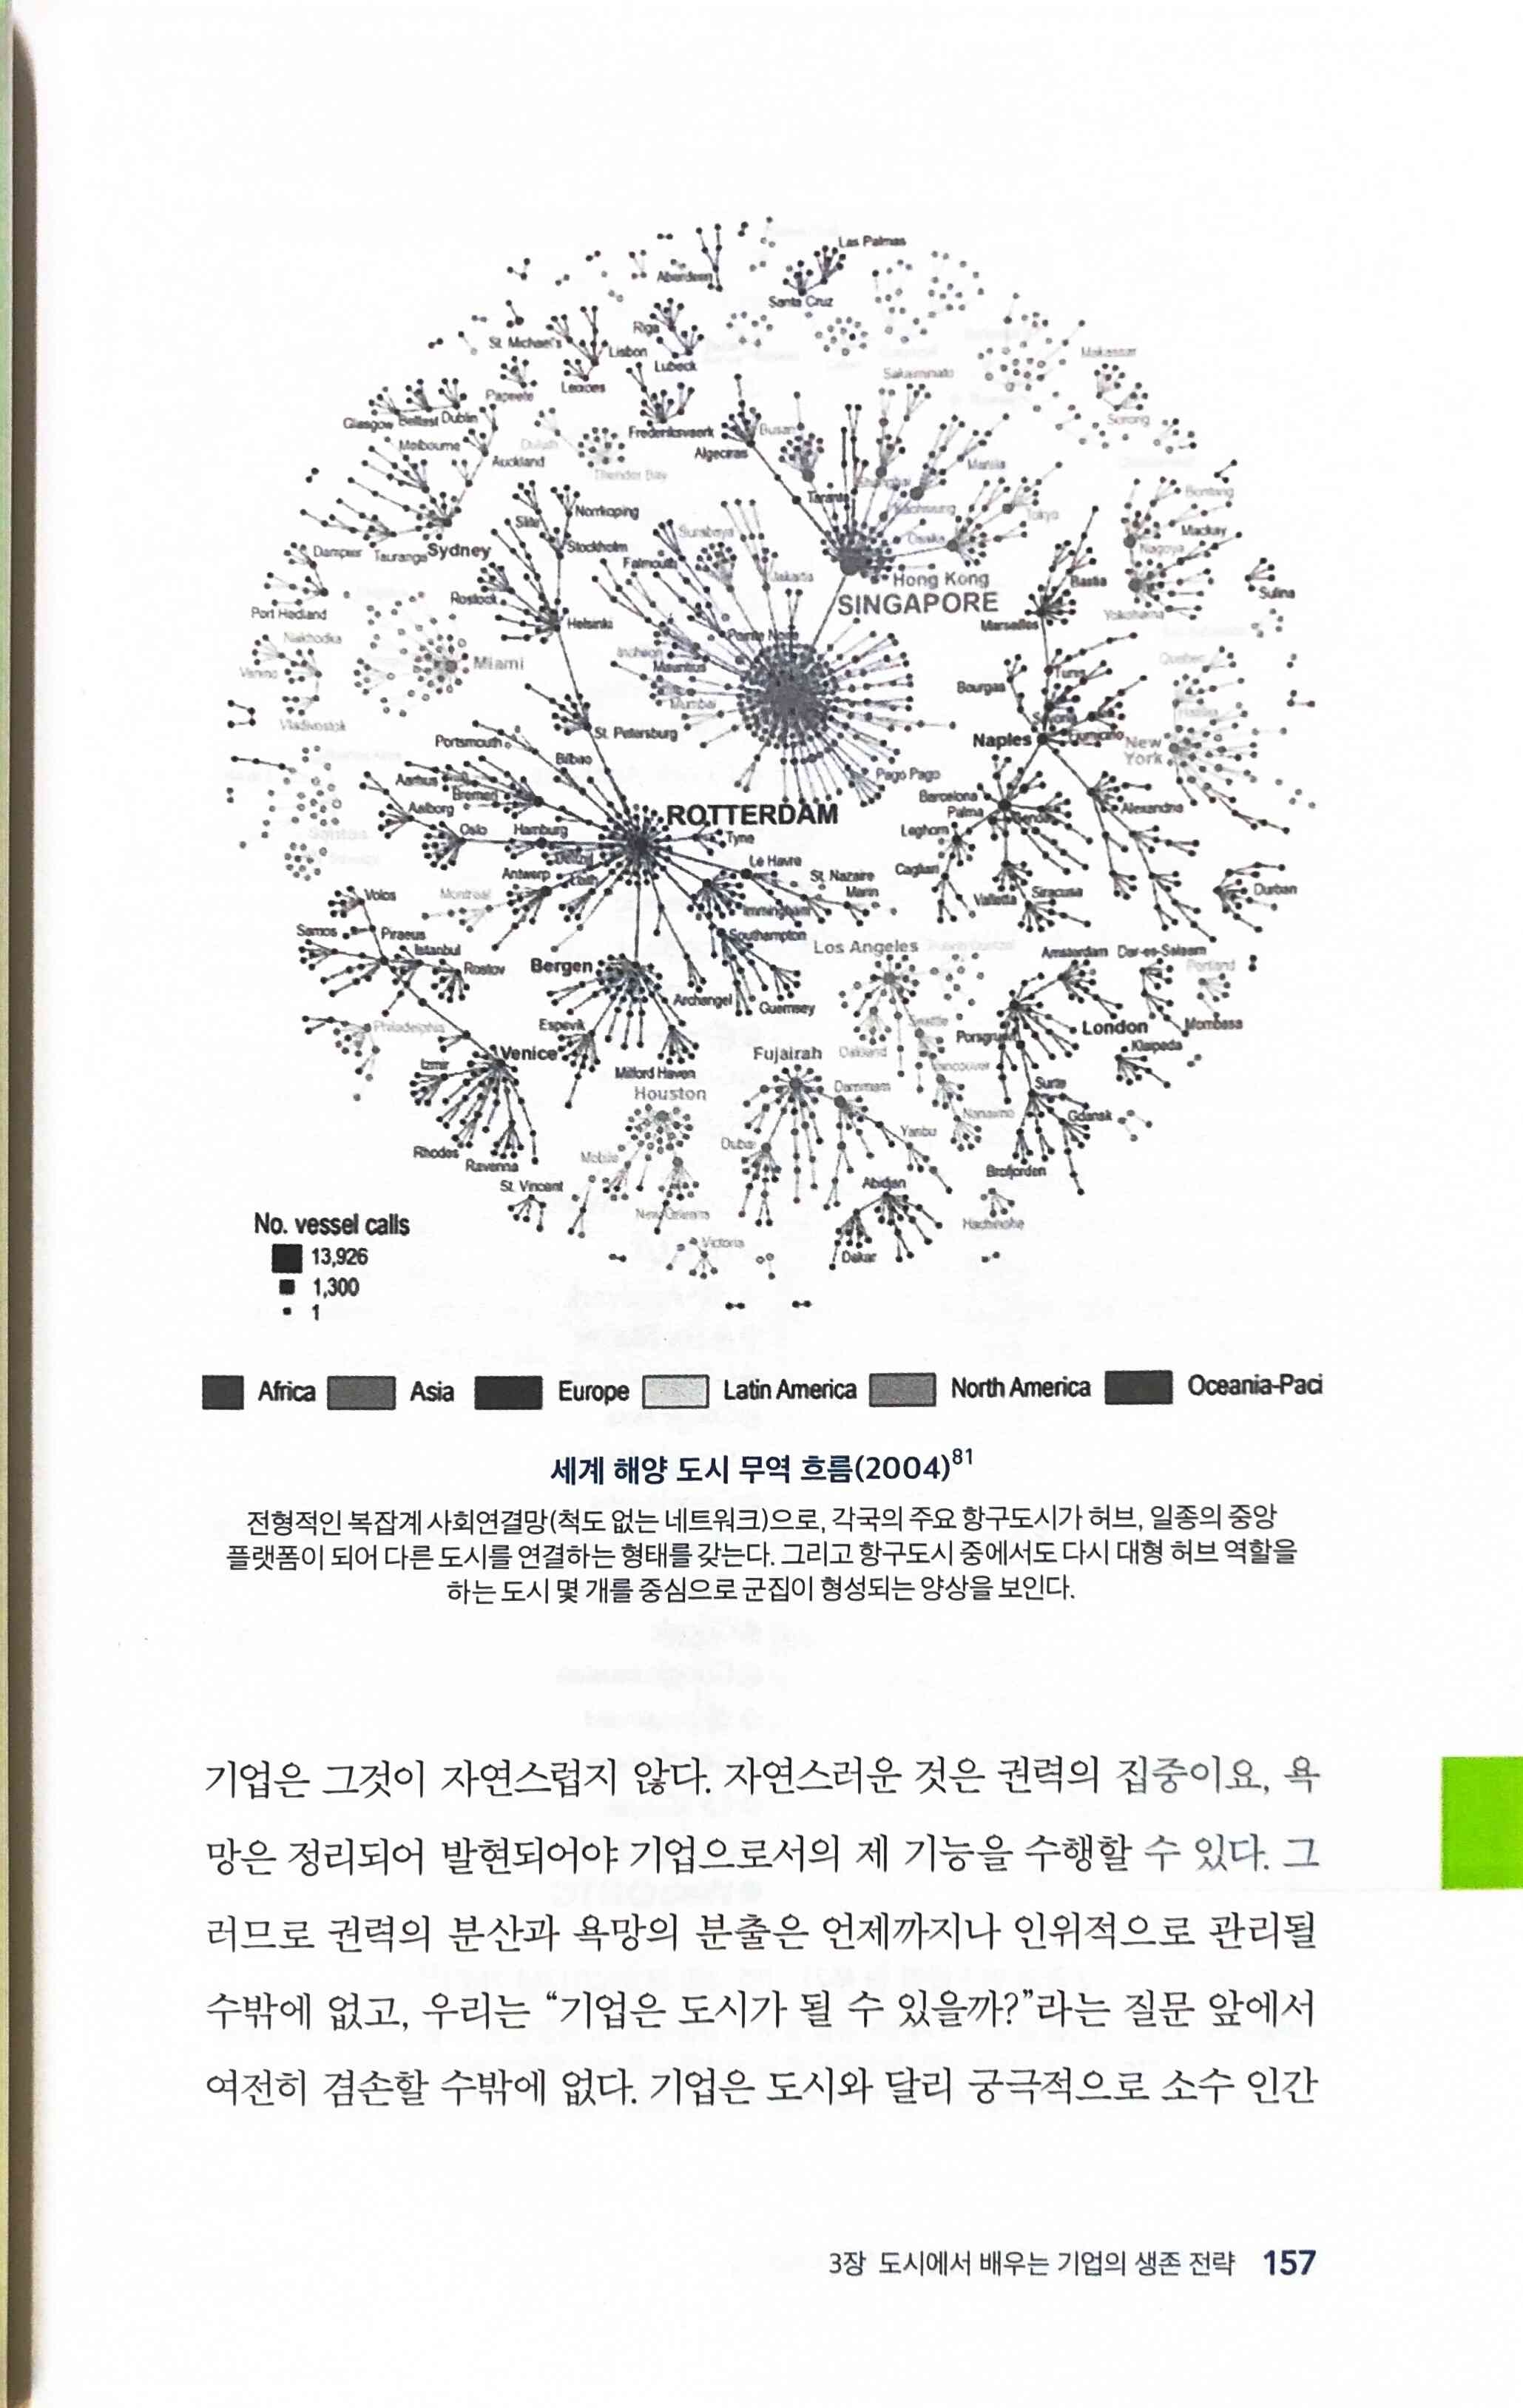 Las Palmas
Aberdeen
Santa Cruz
Riga
St. Michael's
Lisbon
Lubeck
Makassar
Sakaiminato
Papeete
Leixoes
Glasgow Belfast Dublin
Frederiksvaerk
Busan
Sorong
Melbourne
Duluth
Algeciras
Auckland
Thunder Bay
Manila
Shanghai
Bontang
Taranto
Norrkoping
Kaohsiung
Tokyo
Surabaya
Mackay
Dampier
Tauranga
Sydney
Stockholm
Osaka
Nagoya
Falmouth
Jakarta
Hong Kong
Bastia
Sulina
Rostock
SINGAPORE
Port Hedland
Helsinki
Marseilles
Yokohama
Nakhodka
Pointe Noire
Incheon
Miami
Mauritius
Quebec
Vanino
Tunis
Bourgas
Mumbai
Savona
Vladivostok
St. Petersburg
Portsmouth
Naples
Fiumicino
New
York
Bilbao
Pago Pago
Aarhus
Bremen
Barcelona
Aalborg
ROTTERDAM
Palma
Genoa
Alexandria
Oslo
Hamburg
Tyne
Leghorn
Le Havre
Antwerp
Leith
St. Nazaire
Cagliari
Volos
Montreal
Marin
Valletta
Siracusa
Durban
Immingham
Samos
Piraeus
Southampton
Istanbul
Los Angeles
Amsterdam
Dar-es-Salaam
Rostov
Bergen
Portland
Archangel
Guernsey
Philadelphia
Espevik
Seattle
London
Mombasa
Porsgrunn
Venice
Fujairah
Oakland
Klaipeda
Izmir
Milford Haven
Vancouver
Houston
Dammam
Surte
Nanaimo
Gdansk
Dubai
Yanbu
Rhodes
Mobile
Ravenna
Brofjorden
St. Vincent
Abidjan
New Orleans
Hachinohe
No. vessel calls
Victoria
Dakar
13,926
1,300
1
Africa Asia Europe Latin America North America Oceania-Paci
세계 해양 도시 무역 흐름(2004)81
전형적인 복잡계 사회연결망(척도 없는 네트워크)으로, 각국의 주요 항구도시가 허브, 일종의 중앙
플랫폼이 되어 다른 도시를 연결하는 형태를 갖는다. 그리고 항구도시 중에서도 다시 대형 허브 역할을
하는 도시 몇 개를 중심으로 군집이 형성되는 양상을 보인다.
기업은 그것이 자연스럽지 않다. 자연스러운 것은 권력의 집중이요, 욕
망은 정리되어 발현되어야 기업으로서의 제 기능을 수행할 수 있다. 그
러므로 권력의 분산과 욕망의 분출은 언제까지나 인위적으로 관리될
수밖에 없고, 우리는 “기업은 도시가 될 수 있을까?”라는 질문 앞에서
여전히 겸손할 수밖에 없다. 기업은 도시와 달리 궁극적으로 소수 인간
3장 도시에서 배우는 기업의 생존 전략 157